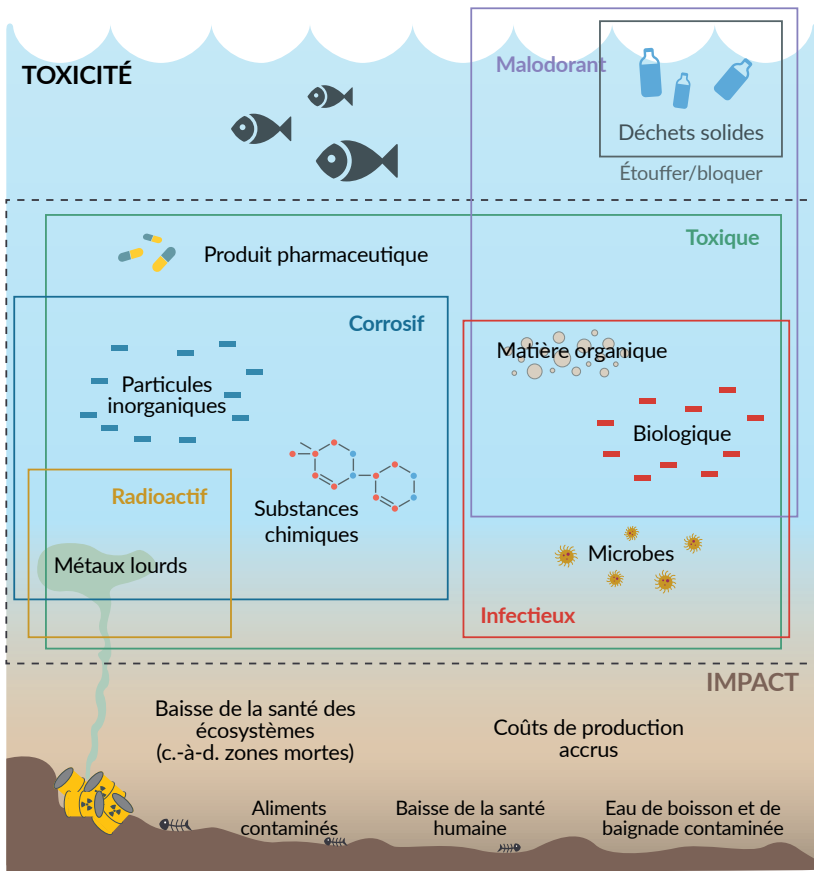 TOXICITÉ
Malodorant
Déchets solides
Étouffer/bloquer
Toxique
Produit pharmaceutique
Corrosif
Matière organique
Particules
inorganiques
Biologique
Radioactif
Substances
chimiques
Métaux lourds
Microbes
Infectieux
IMPACT
Baisse de la santé des
écosystèmes
(c.-à-d. zones mortes)
Coûts de production
accrus
Aliments
contaminés
Baisse de la santé
humaine
Eau de boisson et de
baignade contaminée